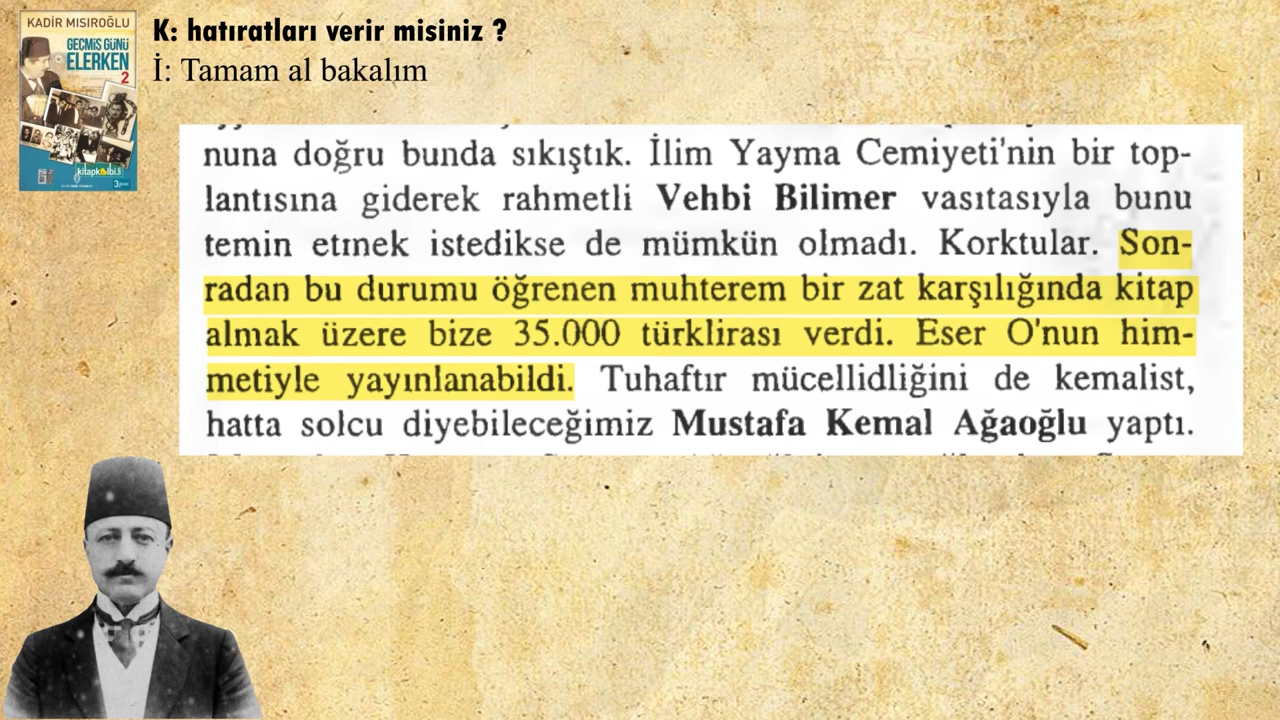 KADİR MISIROĞLU
GEÇMİŞ GÜNÜ
ELERKEN
2
kitapkalbi.li
K: hatıratları verir misiniz ?
İ: Tamam al bakalım
nuna doğru bunda sıkıştık. İlim Yayma Cemiyeti'nin bir top-
lantısına giderek rahmetli Vehbi Bilimer vasıtasıyla bunu
temin etmek istedikse de mümkün olmadı. Korktular. Son-
radan bu durumu öğrenen muhterem bir zat karşılığında kitap
almak üzere bize 35.000 türklirası verdi. Eser O'nun him-
metiyle yayınlanabildi. Tuhaftır mücellidliğini de kemalist,
hatta solcu diyebileceğimiz Mustafa Kemal Ağaoğlu yaptı.